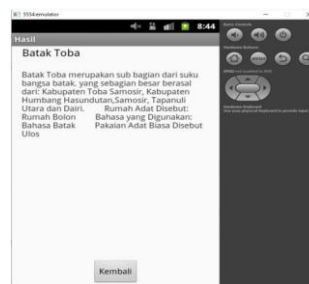 5554:emulator
8:44
Hasil
Batak Toba
Batak Toba merupakan sub bagian dari suku
bangsa batak, yang sebagian besar berasal
dari: Kabupaten Toba Samosir, Kabupaten
Humbang Hasundutan,Samosir, Tapanuli
Utara dan Dairi. Rumah Adat Disebut:
Rumah Bolon Bahasa yang Digunakan:
Bahasa Batak Pakaian Adat Biasa Disebut
Ulos
Kembali